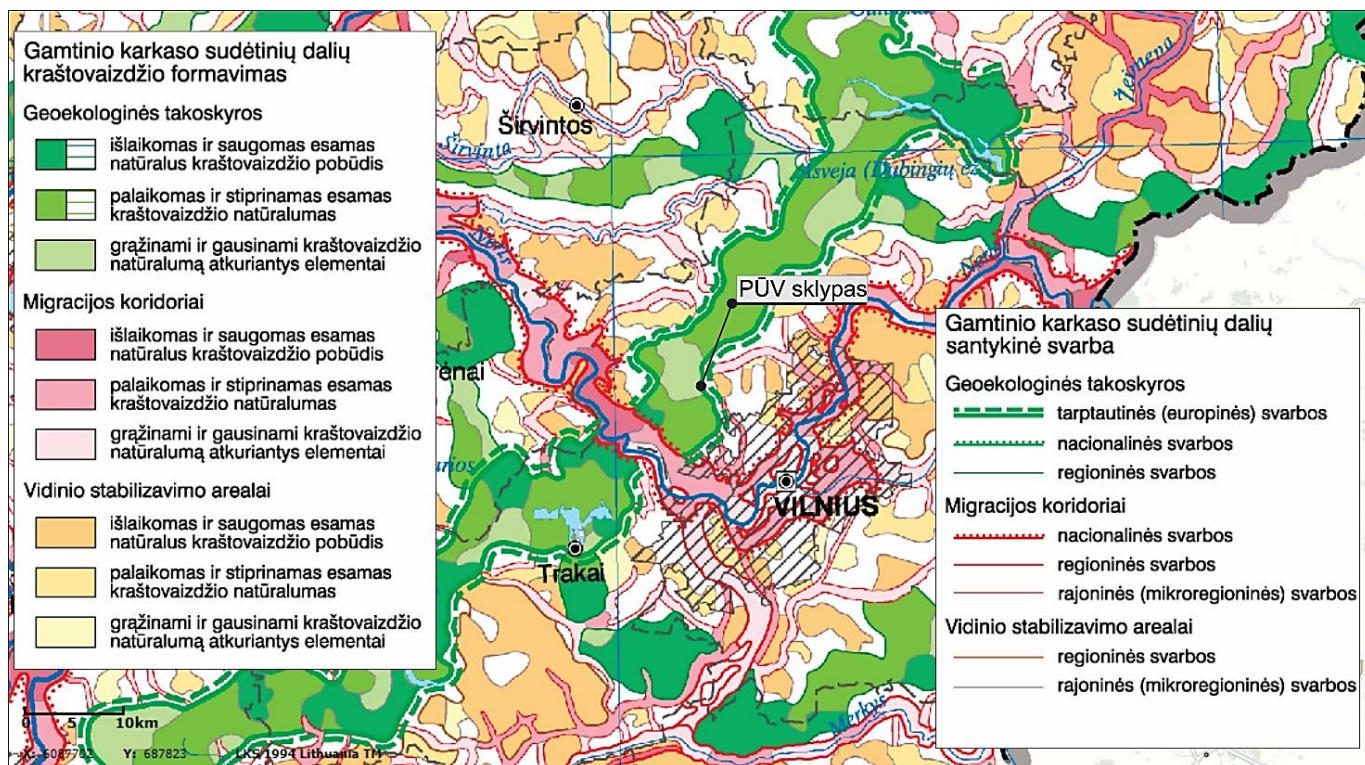 Gamtinio karkaso sudėtinių dalių
kraštovaizdžio formavimas
Geoekologinės takoskyros
išlaikomas ir saugomas esamas
natūralus kraštovaizdžio pobūdis
palaikomas ir stiprinamas esamas
kraštovaizdžio natūralumas
grąžinami ir gausinami kraštovaizdžio
natūralumą atkuriantys elementai
Migracijos koridoriai
išlaikomas ir saugomas esamas
natūralus kraštovaizdžio pobūdis
palaikomas ir stiprinamas esamas
kraštovaizdžio natūralumas
grąžinami ir gausinami kraštovaizdžio
natūralumą atkuriantys elementai
Vidinio stabilizavimo arealai
išlaikomas ir saugomas esamas
natūralus kraštovaizdžio pobūdis
palaikomas ir stiprinamas esamas
kraštovaizdžio natūralumas
grąžinami ir gausinami kraštovaizdžio
natūralumą atkuriantys elementai
Širvintos
Širvinta
Žeimena
Asveja (Dubingių ež.)
Neris
Neris
PŪV sklypas
ėnai
VILNIUS
Trakai
Merkys
Gamtinio karkaso sudėtinių dalių
santykinė svarba
Geoekologinės takoskyros
tarptautinės (europinės) svarbos
nacionalinės svarbos
regioninės svarbos
Migracijos koridoriai
nacionalinės svarbos
regioninės svarbos
rajoninės (mikroregioninės) svarbos
Vidinio stabilizavimo arealai
regioninės svarbos
rajoninės (mikroregioninės) svarbos
0 5 10km
X: 6087702 Y: 687823 LKS 1994 Lithuania TM